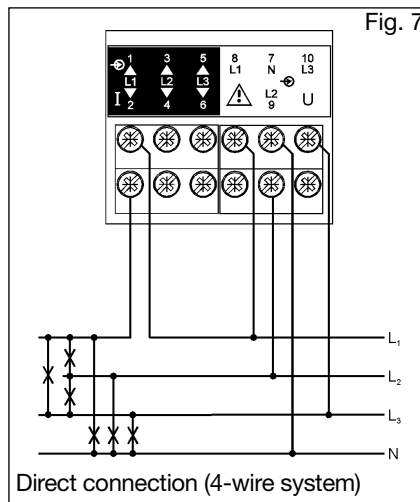 Fig. 7
1 3 5 8 7 10
L1 N L3
L1 L2 L3
L2
I U
2 4 6 9
L1
L2
L3
N
Direct connection (4-wire system)